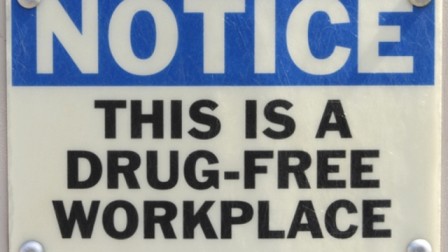 NOTICE
THIS IS A
DRUG-FREE
WORKPLACE